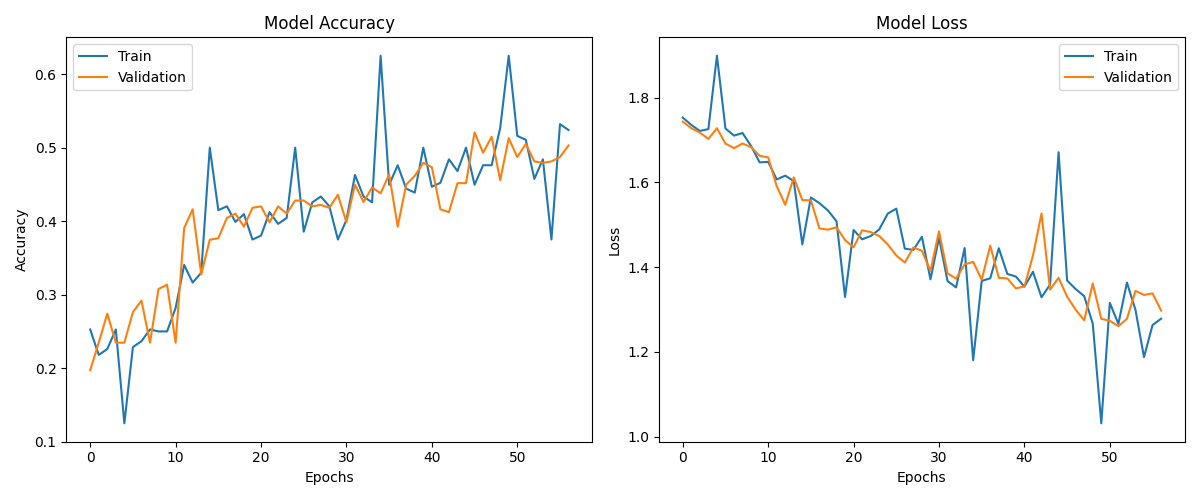 Model Accuracy
Train
Validation
0.6
0.5
0.4
0.3
0.2
0.1
Accuracy
0 10 20 30 40 50
Epochs
Model Loss
Train
Validation
1.8
1.6
1.4
1.2
1.0
Loss
0 10 20 30 40 50
Epochs